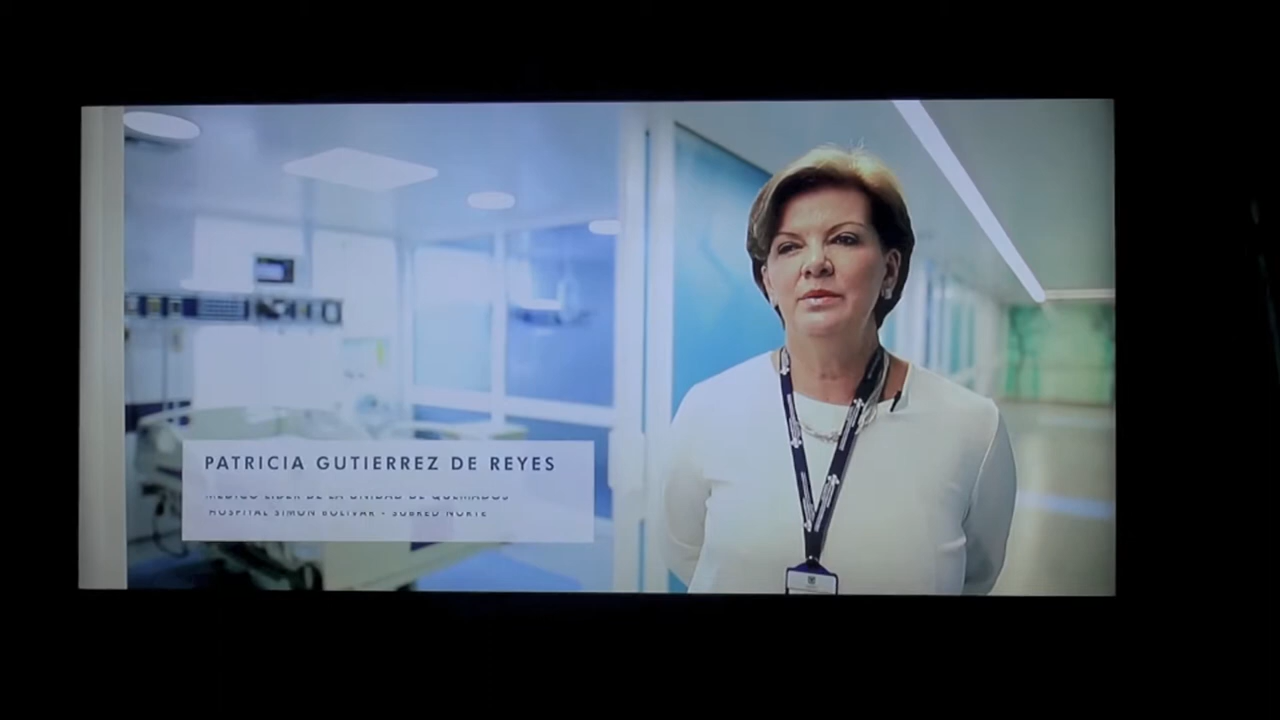 PATRICIA GUTIERREZ DE REYES
MEDICO LIDER DE LA UNIDAD DE QUEMADOS
HOSPITAL SIMON BOLIVAR - SUBRED NORTE